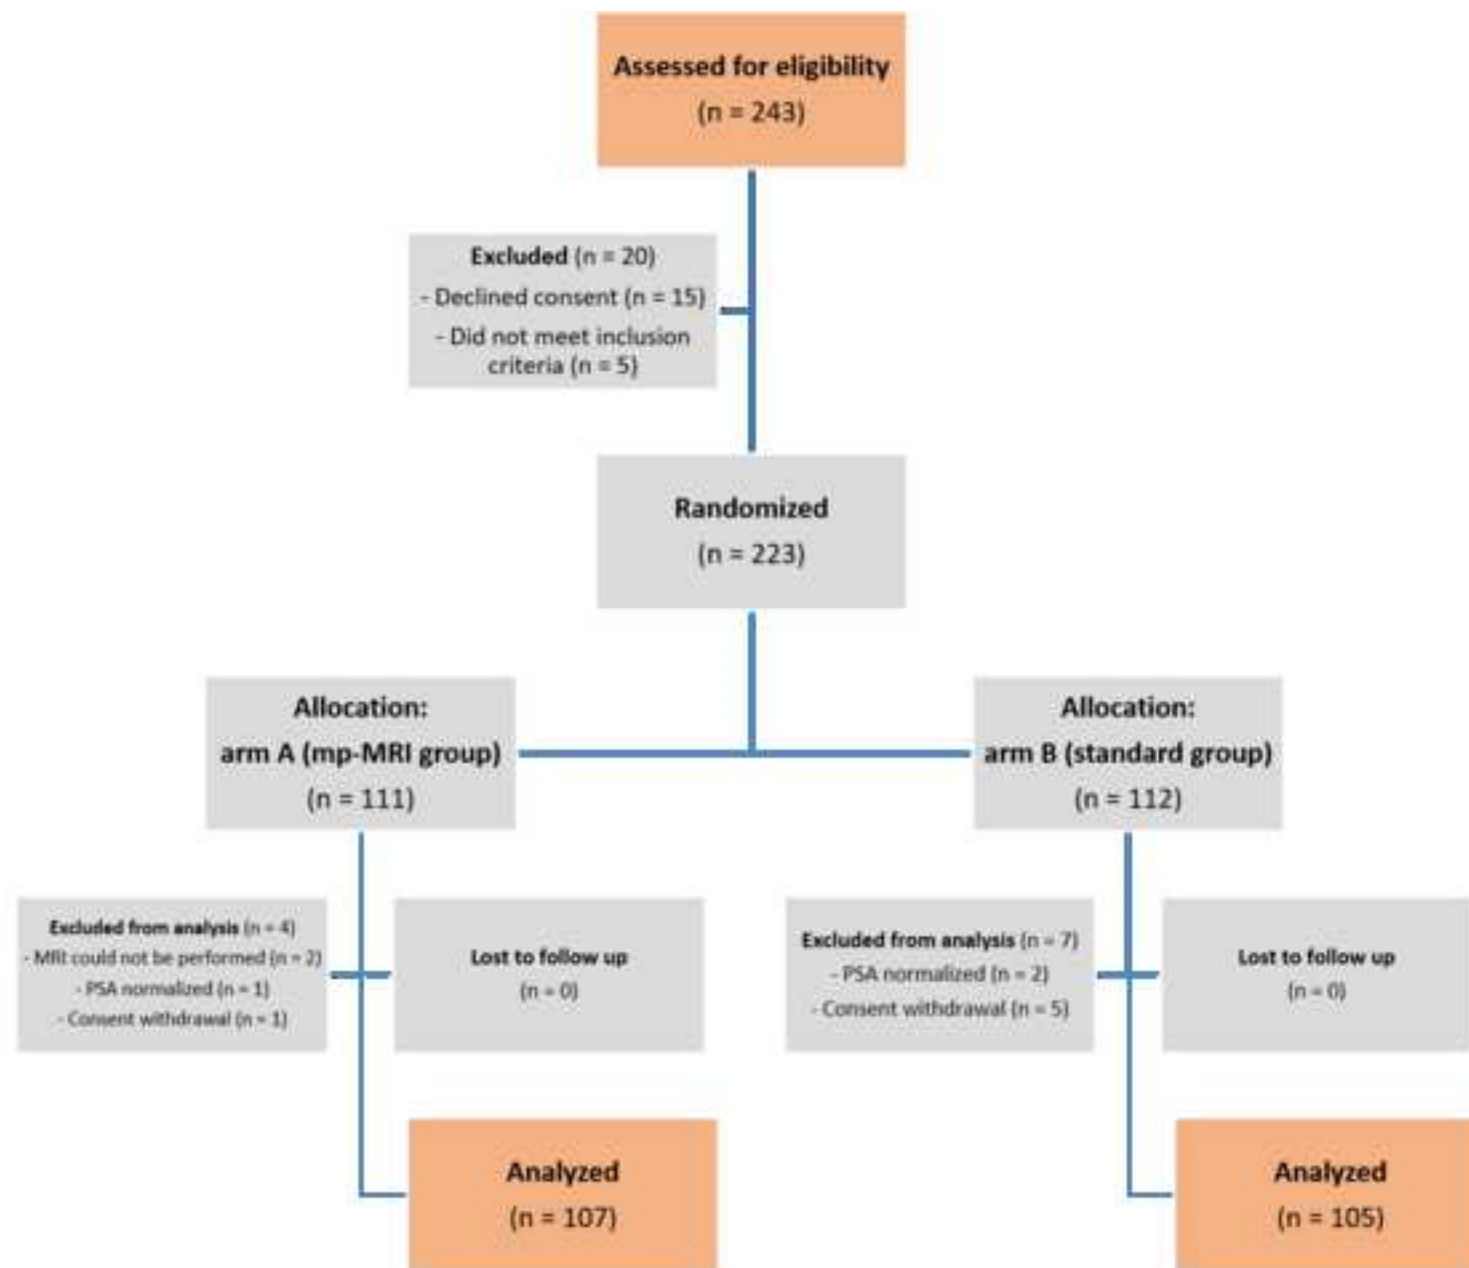 Assessed for eligibility
(n = 243)
Excluded (n = 20)
- Declined consent (n = 15)
- Did not meet inclusion
criteria (n = 5)
Randomized
(n = 223)
Allocation:
arm A (mp-MRI group)
(n = 111)
Allocation:
arm B (standard group)
(n = 112)
Excluded from analysis (n = 4)
- MRI could not be performed (n = 2)
- PSA normalized (n = 1)
- Consent withdrawal (n = 1)
Lost to follow up
(n = 0)
Excluded from analysis (n = 7)
- PSA normalized (n = 2)
- Consent withdrawal (n = 5)
Lost to follow up
(n = 0)
Analyzed
(n = 107)
Analyzed
(n = 105)